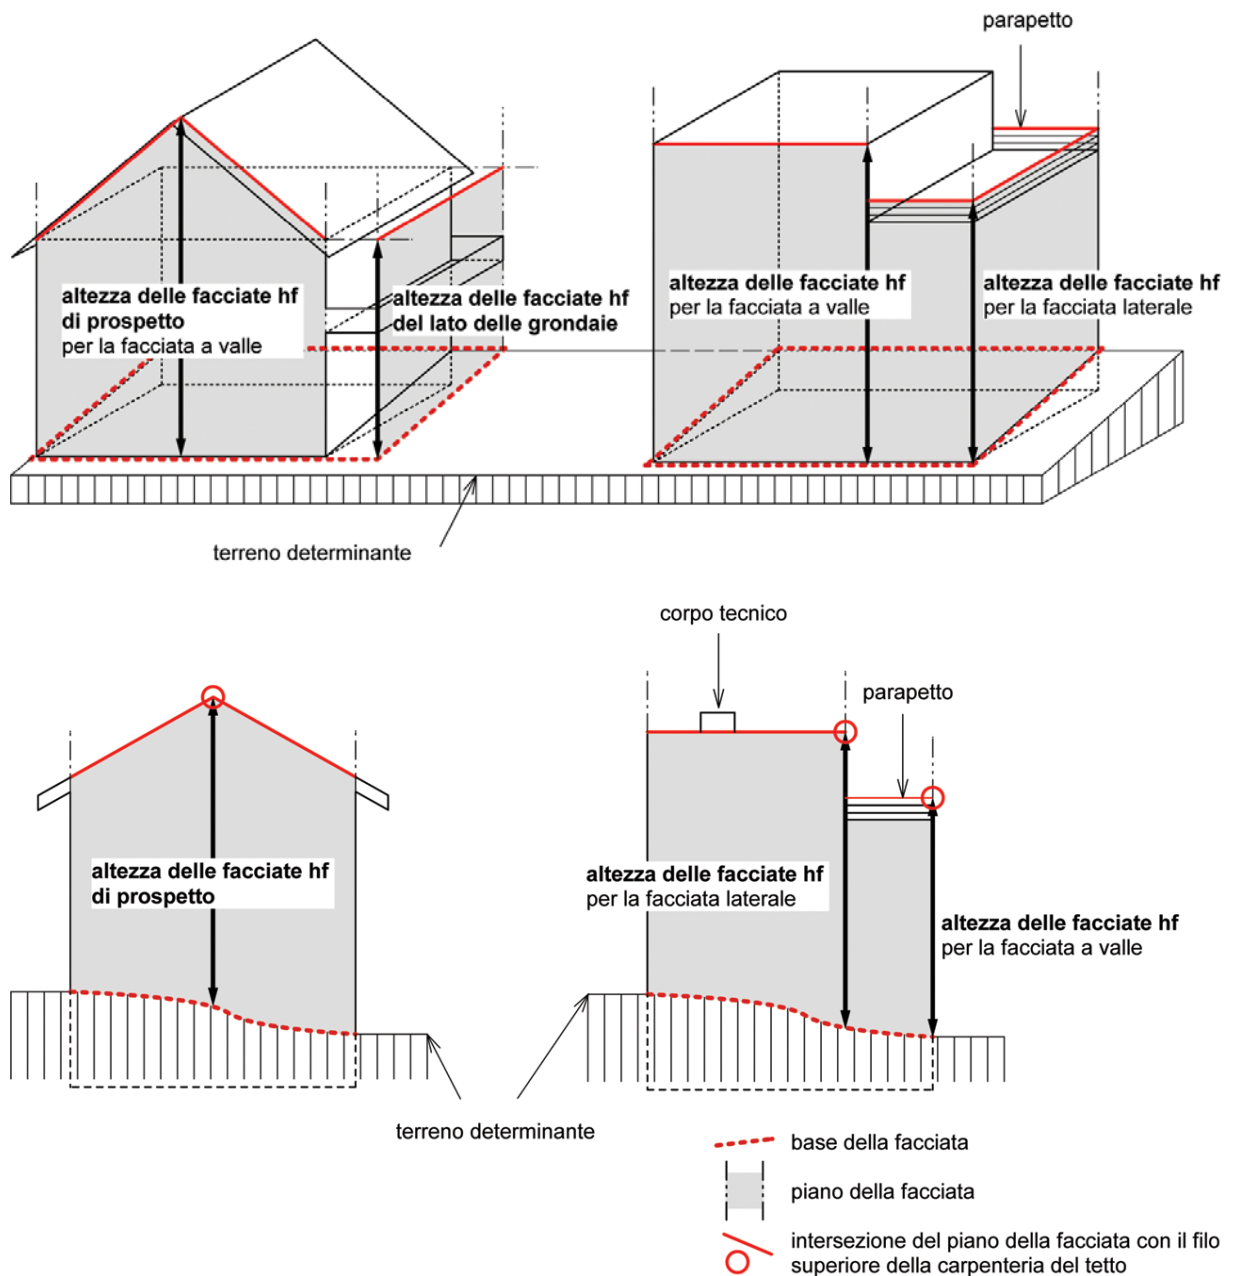 parapetto
altezza delle facciate hf
di prospetto
per la facciata a valle
altezza delle facciate hf
del lato delle grondaie
altezza delle facciate hf
per la facciata a valle
altezza delle facciate hf
per la facciata laterale
terreno determinante
corpo tecnico
parapetto
altezza delle facciate hf
di prospetto
altezza delle facciate hf
per la facciata laterale
altezza delle facciate hf
per la facciata a valle
terreno determinante
base della facciata
piano della facciata
intersezione del piano della facciata con il filo
superiore della carpenteria del tetto